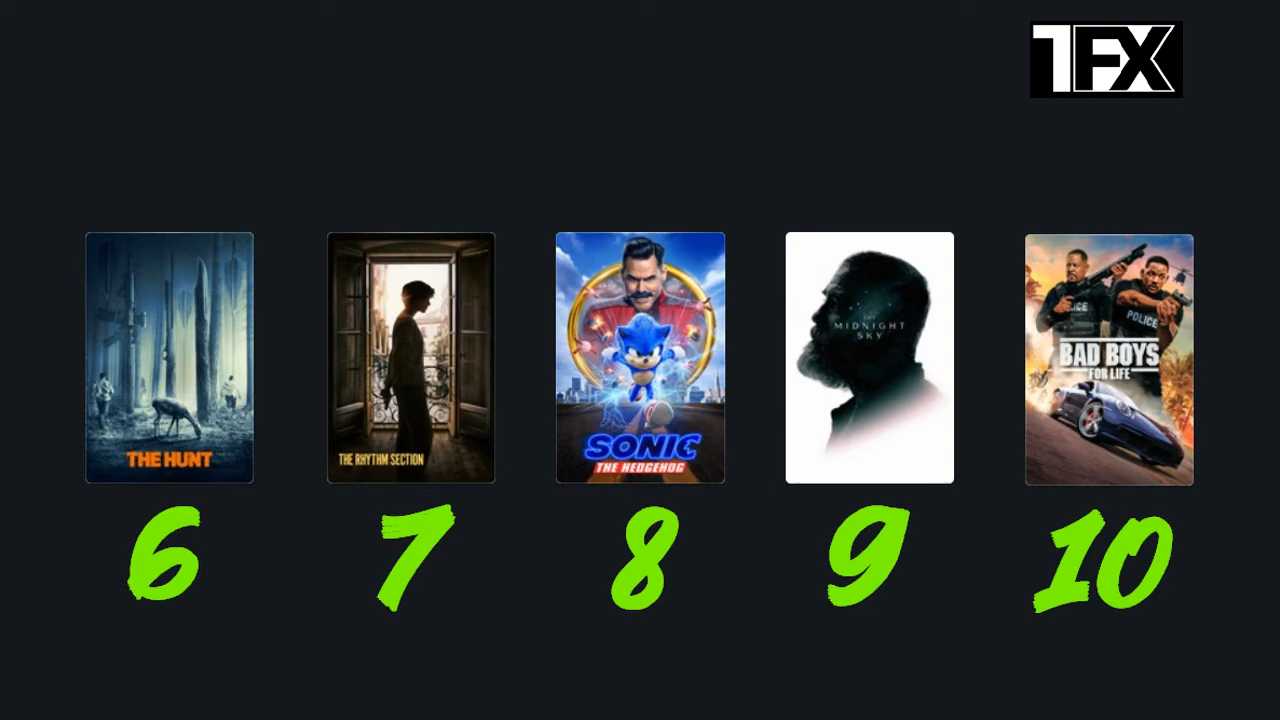 TFX
THE HUNT
THE RHYTHM SECTION
SONIC
THE HEDGEHOG
THE
MIDNIGHT
SKY
POLICE
BAD BOYS
FOR LIFE
6
7
8
9
10